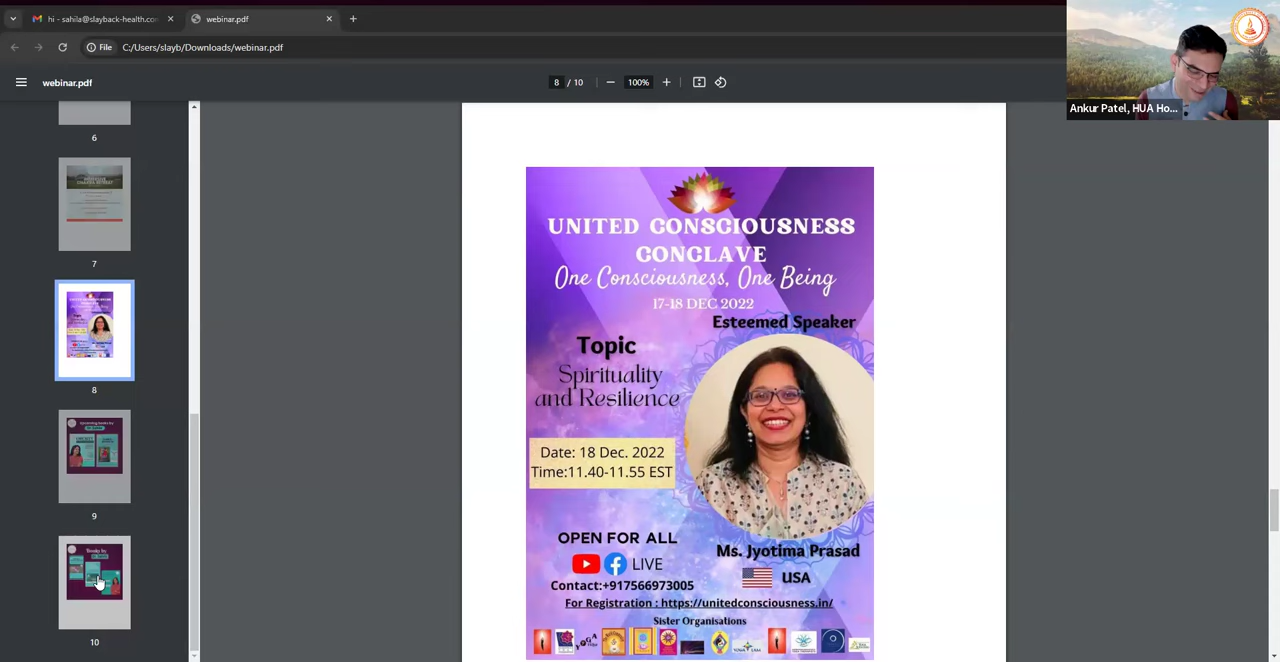 hi - sahila@slayback-health.co
webinar.pdf
File
C:/Users/slayb/Downloads/webinar.pdf
webinar.pdf
8 / 10
100%
Ankur Patel, HUA Ho...
6
7
8
9
10
UNITED CONSCIOUSNESS
CONCLAVE
One Consciousness, One Being
17-18 DEC 2022
Esteemed Speaker
Topic
Spirituality
and Resilience
Date: 18 Dec. 2022
Time:11.40-11.55 EST
OPEN FOR ALL
LIVE
Contact:+917566973005
Ms. Jyotima Prasad
USA
For Registration : https://unitedconsciousness.in/
Sister Organisations